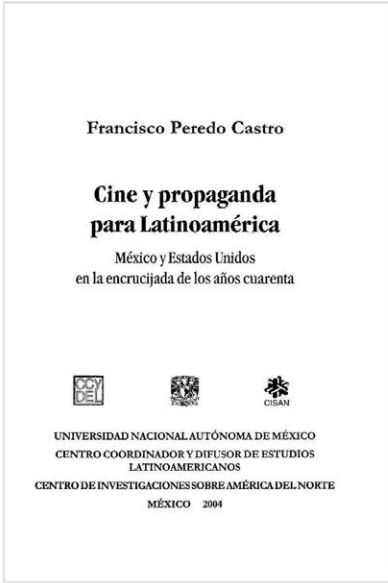 Francisco Peredo Castro
Cine y propaganda
para Latinoamérica
México y Estados Unidos
en la encrucijada de los años cuarenta
CCY
DEL
CISAN
UNIVERSIDAD NACIONAL AUTÓNOMA DE MÉXICO
CENTRO COORDINADOR Y DIFUSOR DE ESTUDIOS
LATINOAMERICANOS
CENTRO DE INVESTIGACIONES SOBRE AMÉRICA DEL NORTE
MÉXICO 2004